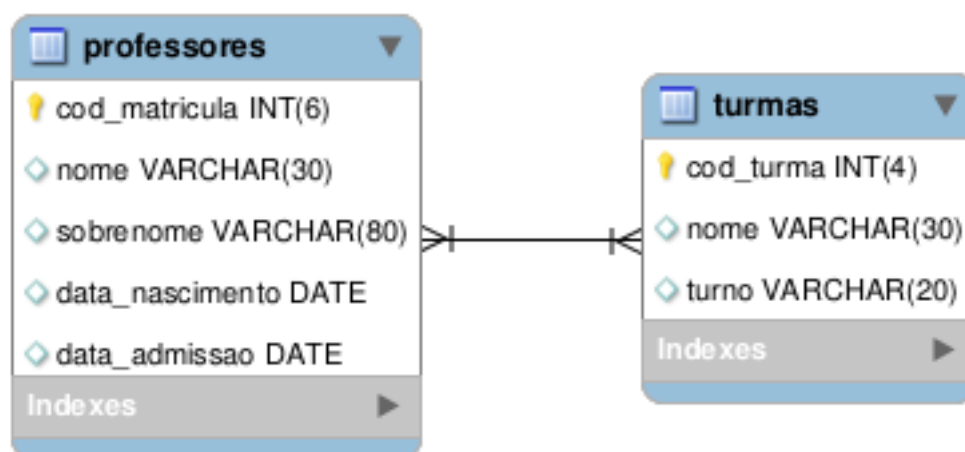 professores
cod_matricula INT(6)
nome VARCHAR(30)
sobrenome VARCHAR(80)
data_nascimento DATE
data_admissao DATE
Indexes
turmas
cod_turma INT(4)
nome VARCHAR(30)
turno VARCHAR(20)
Indexes